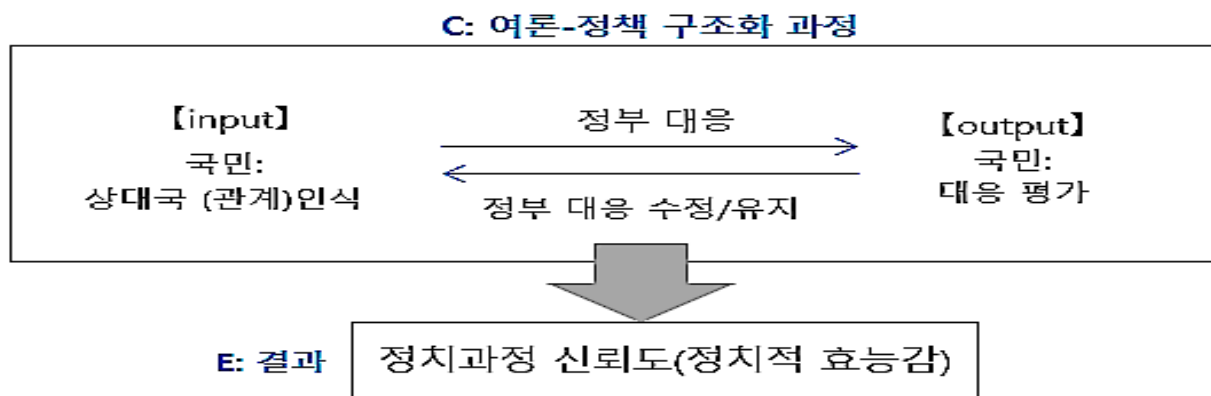 C: 여론-정책 구조화 과정
【input】
국민:
상대국 (관계)인식
정부 대응
정부 대응 수정/유지
【output】
국민:
대응 평가
E: 결과
정치과정 신뢰도(정치적 효능감)